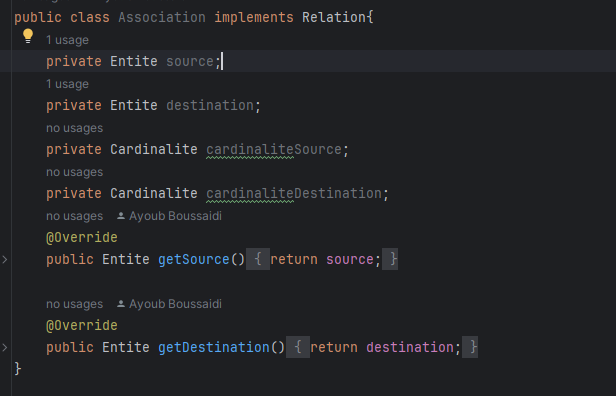 public class Association implements Relation{
1 usage
private Entite source;
1 usage
private Entite destination;
no usages
private Cardinalite cardinaliteSource;
no usages
private Cardinalite cardinaliteDestination;
no usages Ayoub Boussaidi
@Override
public Entite getSource() { return source; }
no usages Ayoub Boussaidi
@Override
public Entite getDestination() { return destination; }
}